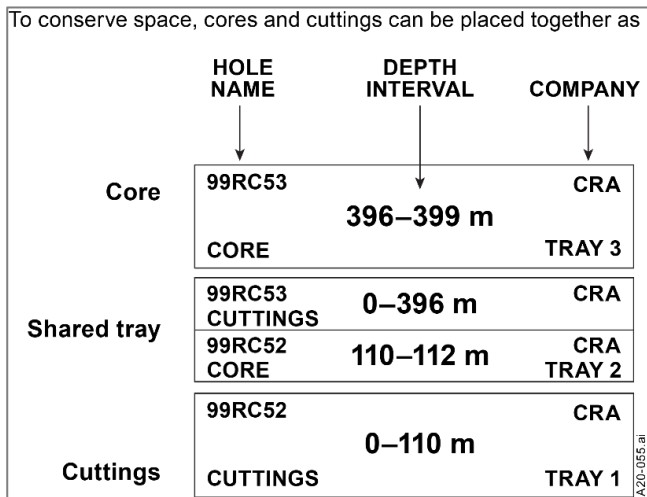 To conserve space, cores and cuttings can be placed together as
HOLE NAME
DEPTH INTERVAL
COMPANY
Core
99RC53
CRA
396–399 m
CORE
TRAY 3
Shared tray
99RC53
CUTTINGS
0–396 m
CRA
99RC52
CORE
110–112 m
CRA
TRAY 2
Cuttings
99RC52
CRA
0–110 m
CUTTINGS
TRAY 1
A20-055.ai